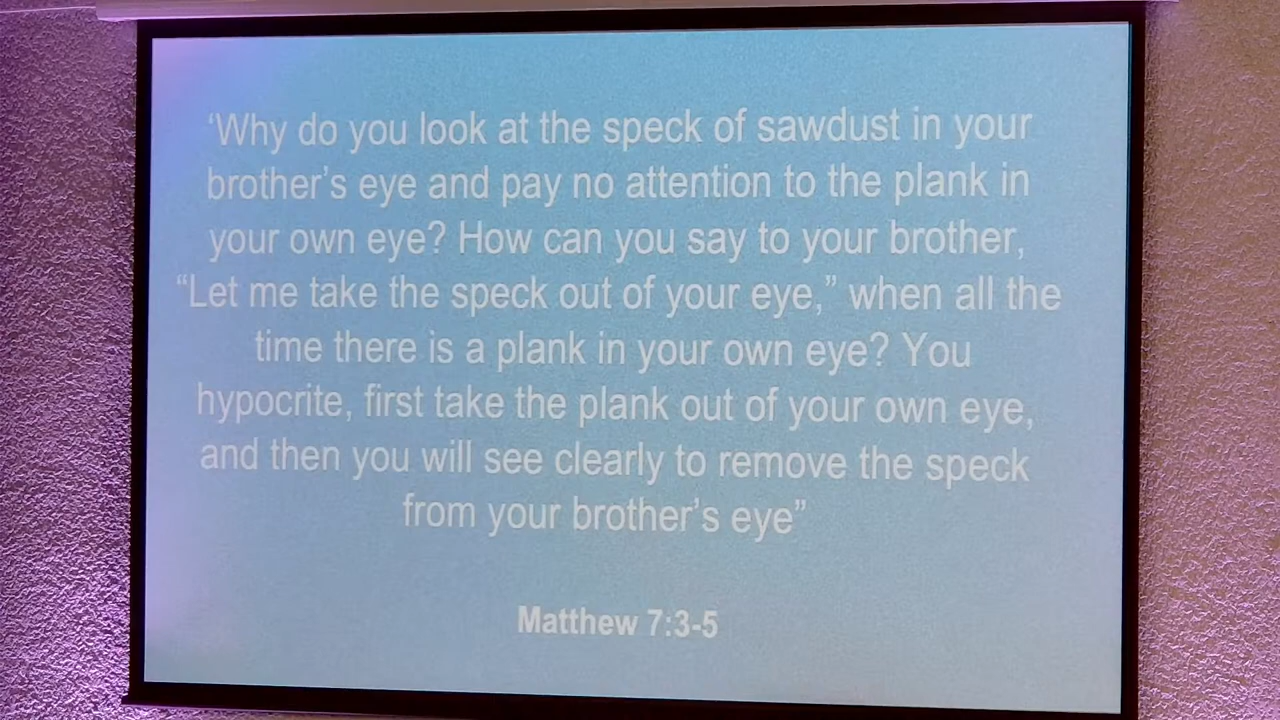 ‘Why do you look at the speck of sawdust in your
brother’s eye and pay no attention to the plank in
your own eye? How can you say to your brother,
“Let me take the speck out of your eye,” when all the
time there is a plank in your own eye? You
hypocrite, first take the plank out of your own eye,
and then you will see clearly to remove the speck
from your brother’s eye”
Matthew 7:3-5